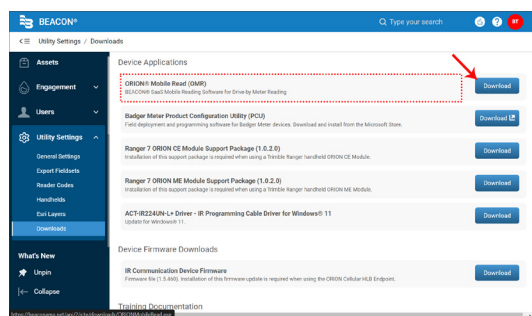 BEACON®
Type your search
?
BT
Utility Settings / Downloads
Assets
Engagement
Users
Utility Settings
General Settings
Export Fieldsets
Reader Codes
Handhelds
Esri Layers
Downloads
What's New
Unpin
Collapse
Device Applications
ORION® Mobile Read (OMR)
BEACON® SaaS Mobile Reading Software for Drive-by Meter Reading
Download
Badger Meter Product Configuration Utility (PCU)
Field deployment and programming software for Badger Meter devices. Download and install from the Microsoft Store.
Download
Ranger 7 ORION CE Module Support Package (1.0.2.0)
Installation of this support package is required when using a Trimble Ranger handheld ORION CE Module.
Download
Ranger 7 ORION ME Module Support Package (1.0.2.0)
Installation of this support package is required when using a Trimble Ranger handheld ORION ME Module.
Download
ACT-IR224UN-L+ Driver - IR Programming Cable Driver for Windows® 11
Update for Windows® 11.
Download
Device Firmware Downloads
IR Communication Device Firmware
Firmware file (1.5.460). Installation of this firmware update is required when using the ORION Cellular HLB Endpoint.
Download
Training Documentation